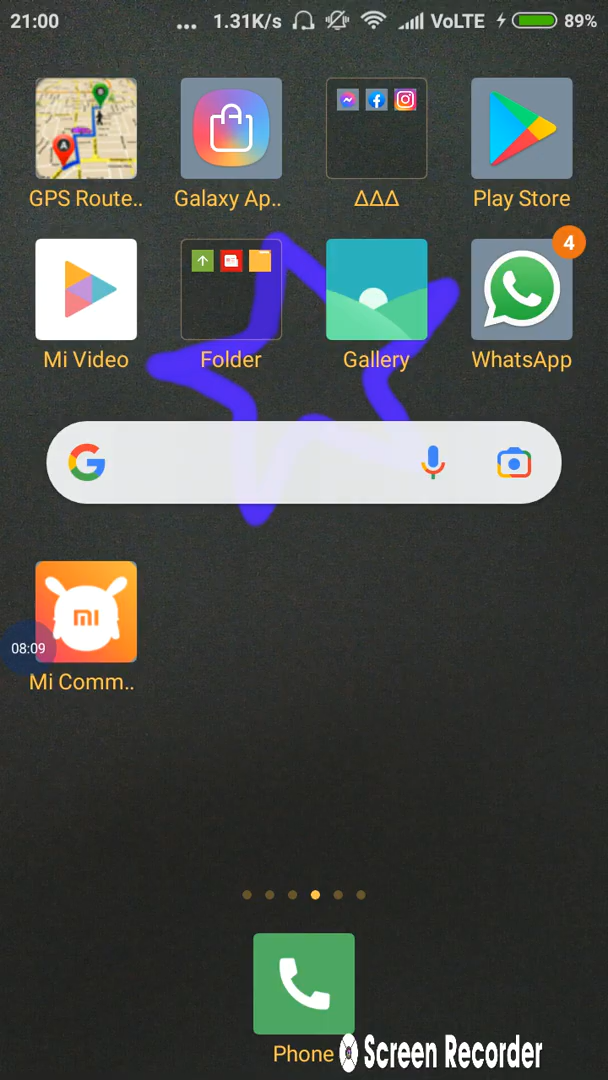 21:00 ... 1.31K/s VoLTE 89%
GPS Route.. Galaxy Ap.. ΔΔΔ Play Store
4
Mi Video Folder Gallery WhatsApp
mi
08:09
Mi Comm..
Phone
Screen Recorder